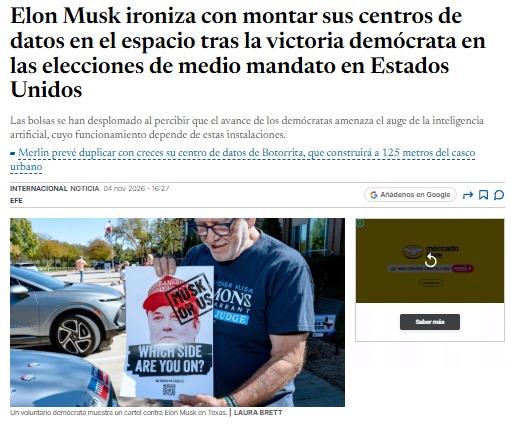 Elon Musk ironiza con montar sus centros de
datos en el espacio tras la victoria demócrata en
las elecciones de medio mandato en Estados
Unidos
Las bolsas se han desplomado al percibir que el avance de los demócratas amenaza el auge de la inteligencia
artificial, cuyo funcionamiento depende de estas instalaciones.
Merlin prevé duplicar con creces su centro de datos de Botorrita, que construirá a 125 metros del casco
urbano
INTERNACIONAL NOTICIA 04 nov 2026 - 16:27
EFE
Añádenos en Google
mercado
Saber más
MUSK
OR US
MONS
JUDGE
WHICH SIDE
ARE YOU ON?
Un voluntario demócrata muestra un cartel contra Elon Musk en Texas. | LAURA BRETT